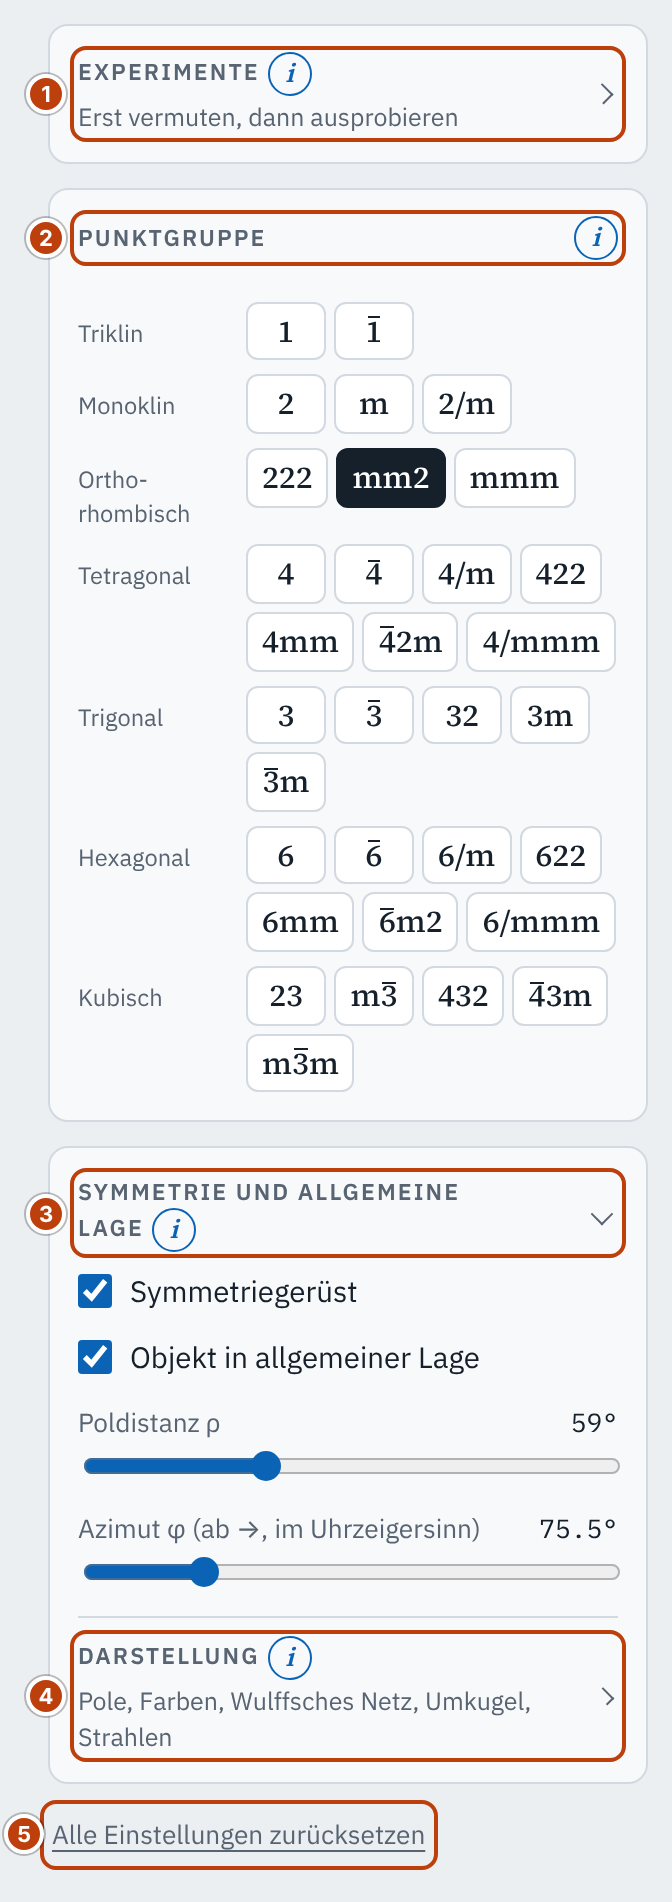 1
EXPERIMENTE i
Erst vermuten, dann ausprobieren
2
PUNKTGRUPPE i
Triklin 1 1̅
Monoklin 2 m 2/m
Ortho-
rhombisch 222 mm2 mmm
Tetragonal 4 4̅ 4/m 422
4mm 4̅2m 4/mmm
Trigonal 3 3̅ 32 3m
3̅m
Hexagonal 6 6̅ 6/m 622
6mm 6̅m2 6/mmm
Kubisch 23 m3̅ 432 4̅3m
m3̅m
3
SYMMETRIE UND ALLGEMEINE
LAGE i
Symmetriegerüst
Objekt in allgemeiner Lage
Poldistanz ρ 59°
Azimut φ (ab →, im Uhrzeigersinn) 75.5°
4
DARSTELLUNG i
Pole, Farben, Wulffsches Netz, Umkugel,
Strahlen
5
Alle Einstellungen zurücksetzen